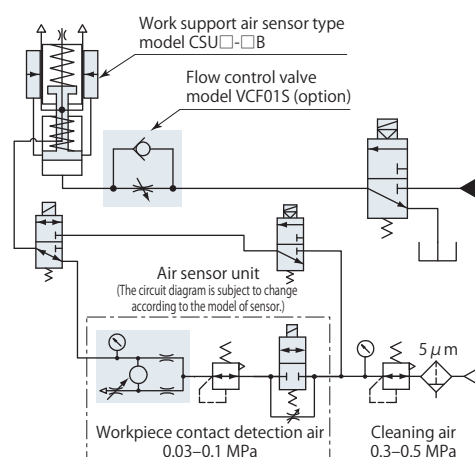 Work support air sensor type
model CSU□-□B
Flow control valve
model VCF01S (option)
Air sensor unit
(The circuit diagram is subject to change
according to the model of sensor.)
5 μm
Workpiece contact detection air
0.03–0.1 MPa
Cleaning air
0.3–0.5 MPa